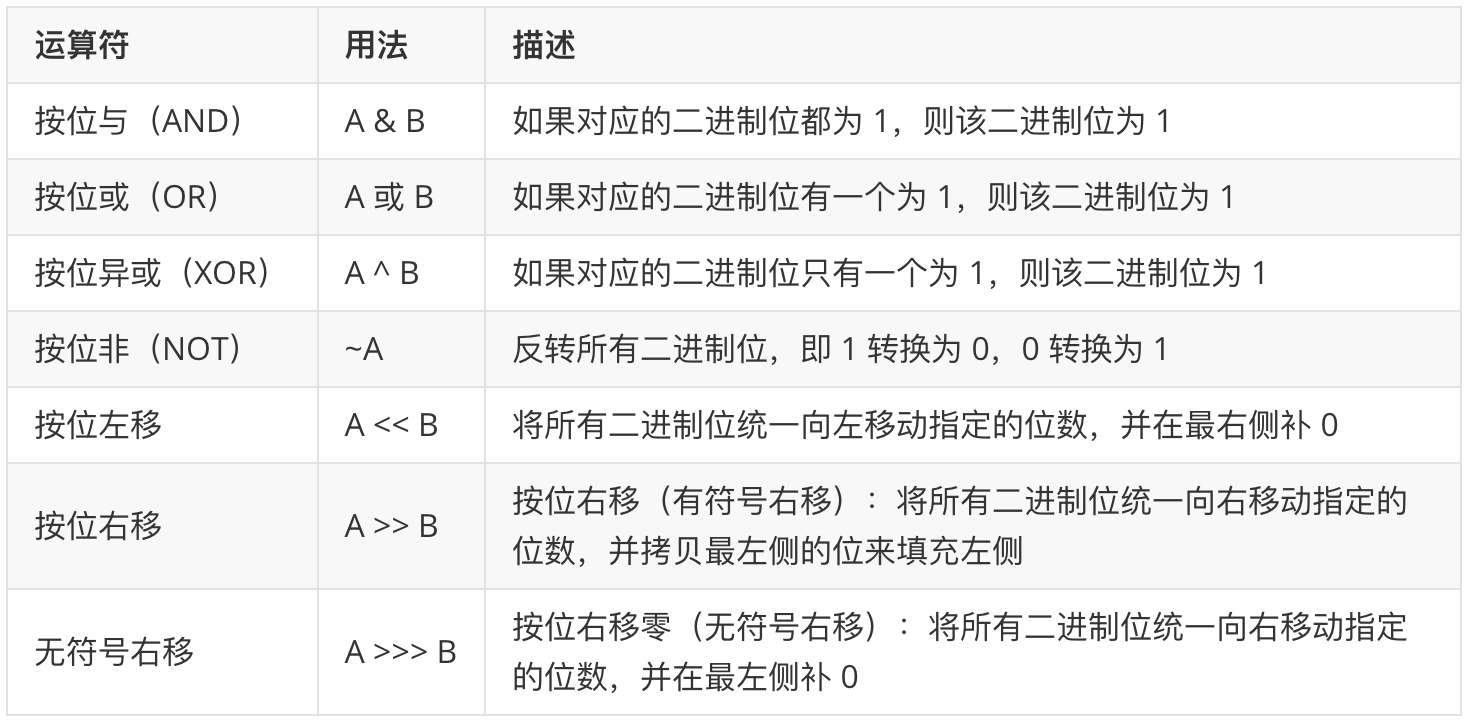 运算符 用法 描述
按位与（AND） A & B 如果对应的二进制位都为 1，则该二进制位为 1
按位或（OR） A 或 B 如果对应的二进制位有一个为 1，则该二进制位为 1
按位异或（XOR） A ^ B 如果对应的二进制位只有一个为 1，则该二进制位为 1
按位非（NOT） ~A 反转所有二进制位，即 1 转换为 0，0 转换为 1
按位左移 A << B 将所有二进制位统一向左移动指定的位数，并在最右侧补 0
按位右移 A >> B 按位右移（有符号右移）：将所有二进制位统一向右移动指定的
位数，并拷贝最左侧的位来填充左侧
无符号右移 A >>> B 按位右移零（无符号右移）：将所有二进制位统一向右移动指定
的位数，并在最左侧补 0